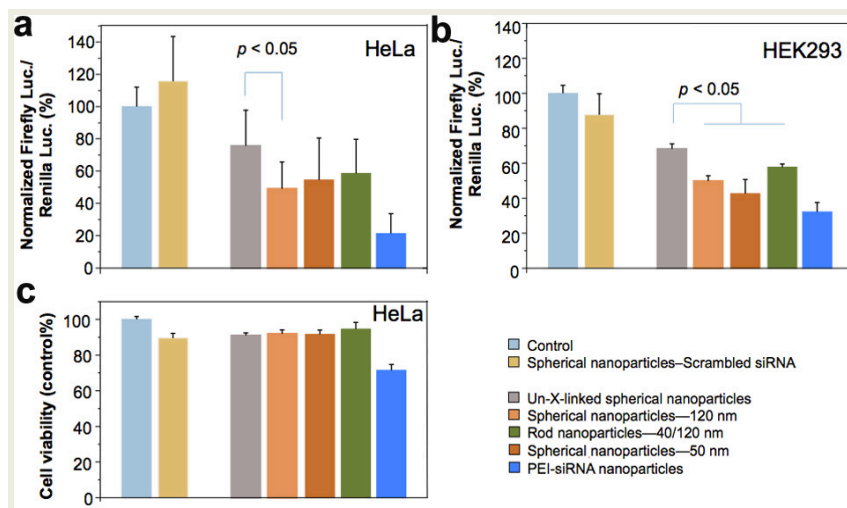 a
Normalized Firefly Luc./
Renilla Luc. (%)
140
120
100
80
60
40
20
0
p < 0.05
HeLa
b
Normalized Firefly Luc./
Renilla Luc. (%)
140
120
100
80
60
40
20
0
p < 0.05
HEK293
c
Cell viability (control%)
100
80
60
40
20
0
HeLa
Control
Spherical nanoparticles–Scrambled siRNA
Un-X-linked spherical nanoparticles
Spherical nanoparticles—120 nm
Rod nanoparticles—40/120 nm
Spherical nanoparticles—50 nm
PEI-siRNA nanoparticles